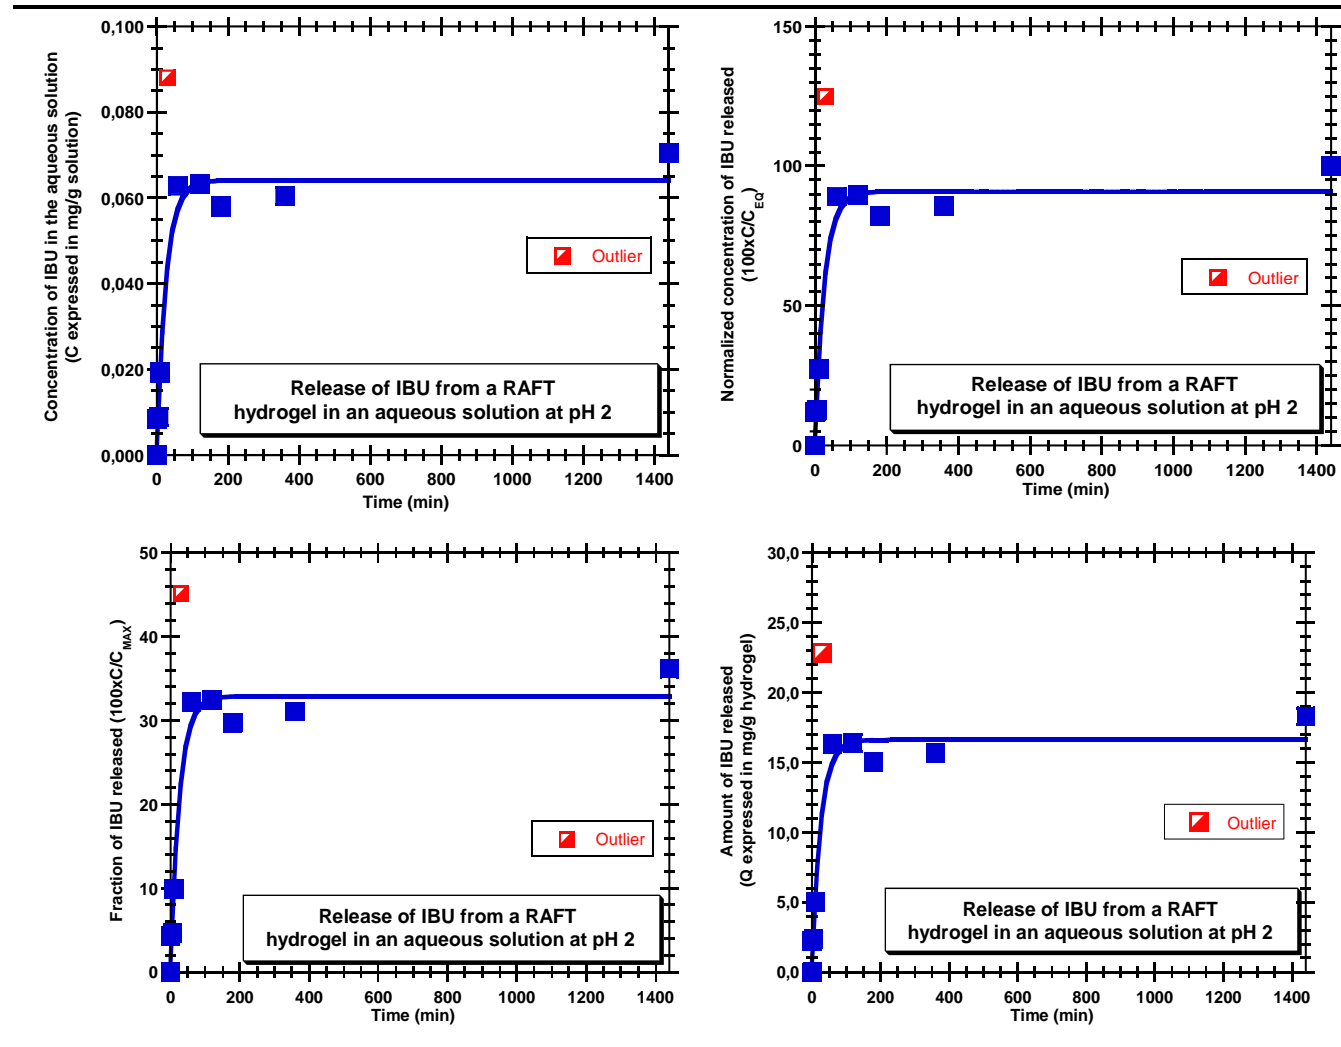 Concentration of IBU in the aqueous solution
(C expressed in mg/g solution)
0,100
0,080
0,060
0,040
0,020
0,000
Outlier
Release of IBU from a RAFT
hydrogel in an aqueous solution at pH 2
0 200 400 600 800 1000 1200 1400
Time (min)
Normalized concentration of IBU released
(100xC/C_EQ)
150
100
50
0
Outlier
Release of IBU from a RAFT
hydrogel in an aqueous solution at pH 2
0 200 400 600 800 1000 1200 1400
Time (min)
Fraction of IBU released (100xC/C_MAX)
50
40
30
20
10
0
Outlier
Release of IBU from a RAFT
hydrogel in an aqueous solution at pH 2
0 200 400 600 800 1000 1200 1400
Time (min)
Amount of IBU released
(Q expressed in mg/g hydrogel)
30,0
25,0
20,0
15,0
10,0
5,0
0,0
Outlier
Release of IBU from a RAFT
hydrogel in an aqueous solution at pH 2
0 200 400 600 800 1000 1200 1400
Time (min)